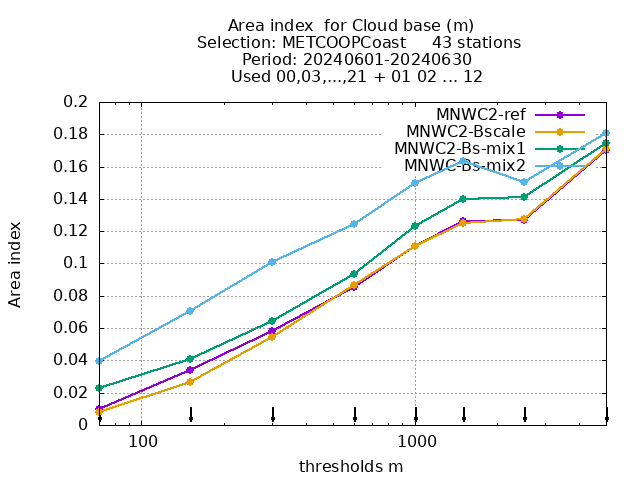 Area index  for Cloud base (m)
Selection: METCOOPCoast     43 stations
Period: 20240601-20240630
Used 00,03,...,21 + 01 02 ... 12
0.2
0.18
0.16
0.14
0.12
0.1
0.08
0.06
0.04
0.02
0
Area index
MNWC2-ref
MNWC2-Bscale
MNWC2-Bs-mix1
MNWC-Bs-mix2
100
1000
thresholds m